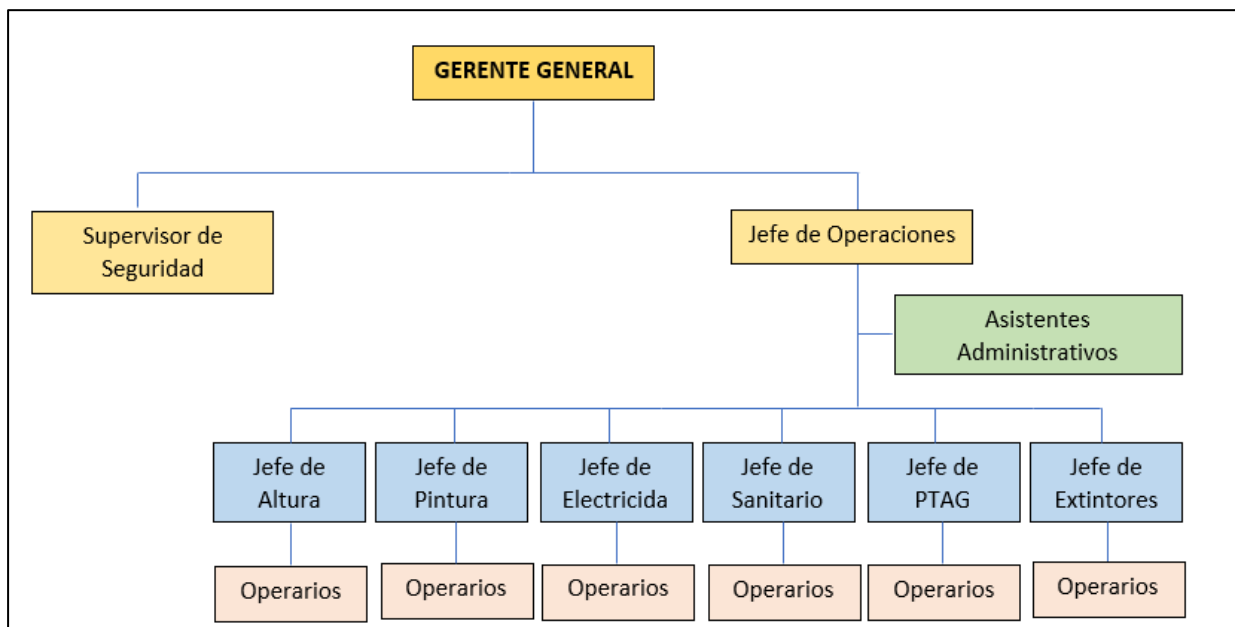 GERENTE GENERAL
Supervisor de
Seguridad
Jefe de Operaciones
Asistentes
Administrativos
Jefe de
Altura
Jefe de
Pintura
Jefe de
Electricida
Jefe de
Sanitario
Jefe de
PTAG
Jefe de
Extintores
Operarios
Operarios
Operarios
Operarios
Operarios
Operarios